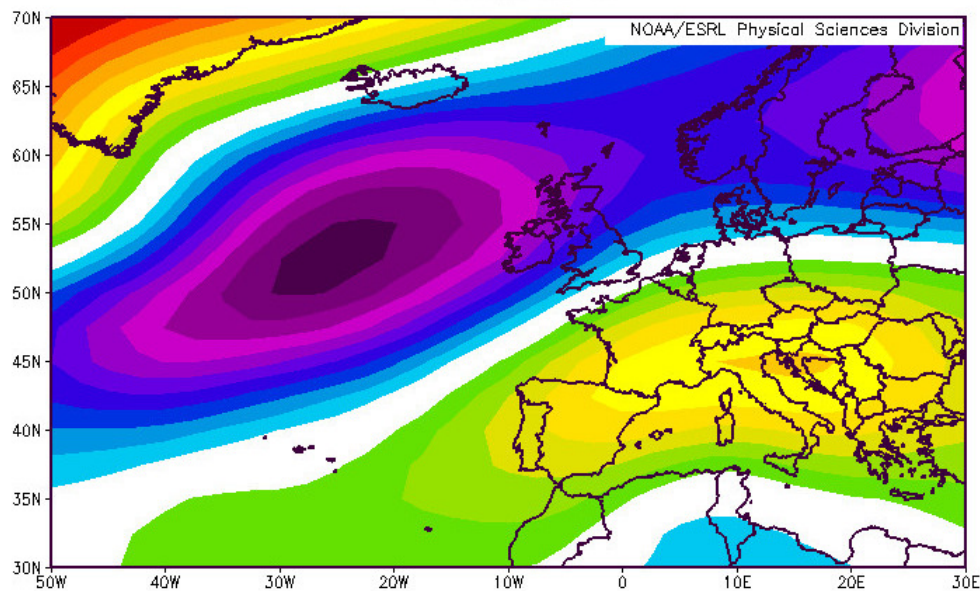 NOAA/ESRL Physical Sciences Division
70N
65N
60N
55N
50N
45N
40N
35N
30N
50W 40W 30W 20W 10W 0 10E 20E 30E